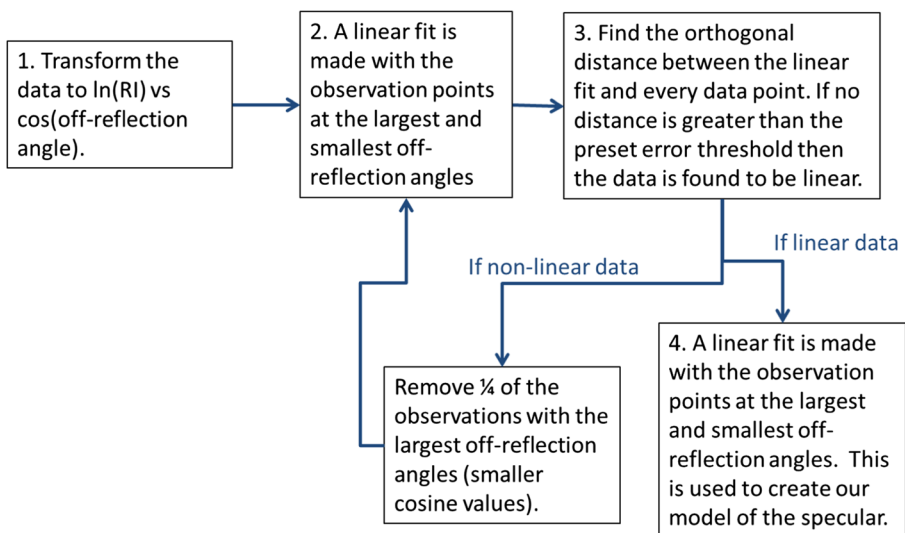 1. Transform the
data to ln(RI) vs
cos(off-reflection
angle).
2. A linear fit is
made with the
observation points
at the largest and
smallest off-
reflection angles
3. Find the orthogonal
distance between the linear
fit and every data point. If no
distance is greater than the
preset error threshold then
the data is found to be linear.
If non-linear data
If linear data
Remove ¼ of the
observations with the
largest off-reflection
angles (smaller
cosine values).
4. A linear fit is made
with the observation
points at the largest
and smallest off-
reflection angles.  This
is used to create our
model of the specular.